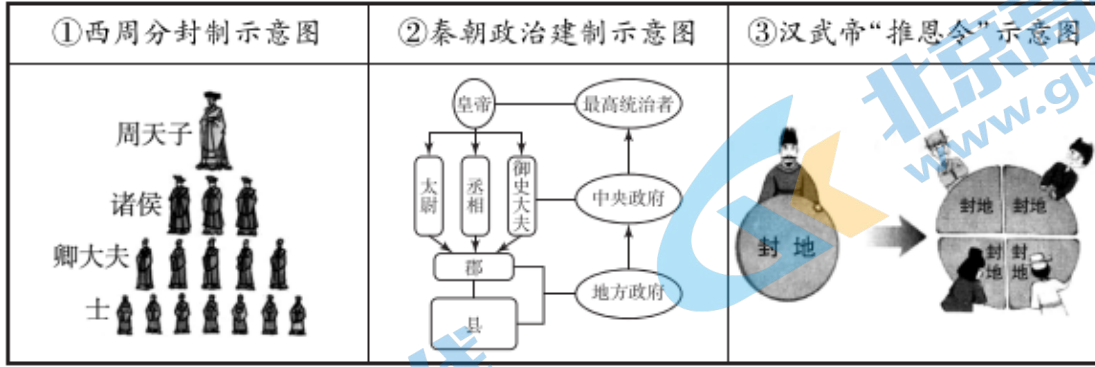 ①西周分封制示意图
②秦朝政治建制示意图
③汉武帝“推恩令”示意图
周天子
诸侯
卿大夫
士
皇帝
最高统治者
太尉
丞相
御史大夫
中央政府
郡
地方政府
县
封地
封地
封地
封地
封地
北京高
www.gk